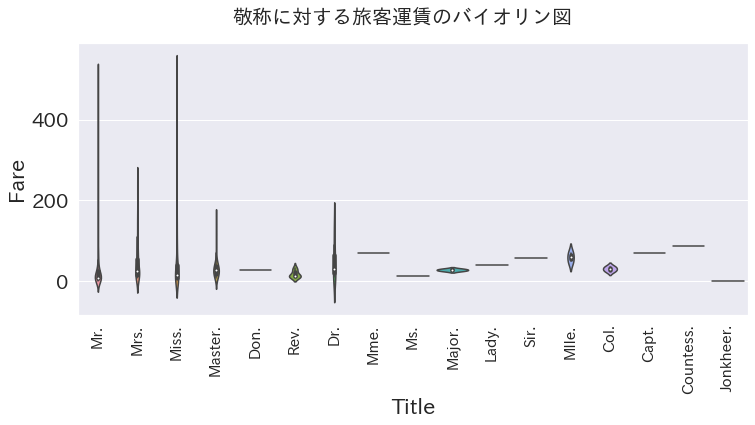 敬称に対する旅客運賃のバイオリン図
Fare
400
200
0
Mr.
Mrs.
Miss.
Master.
Don.
Rev.
Dr.
Mme.
Ms.
Major.
Lady.
Sir.
Mlle.
Col.
Capt.
Countess.
Jonkheer.
Title